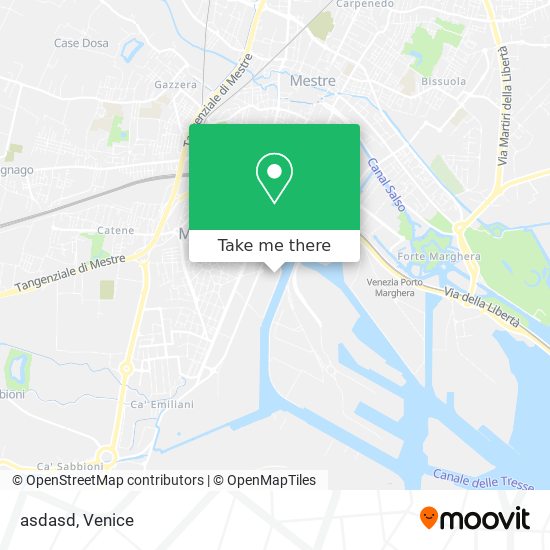 Carpenedo
Case Dosa
Gazzera
Tangenziale di Mestre
Mestre
Bissuola
Via Martiri della Libertà
Canal Salso
Catene
M
Take me there
Forte Marghera
Tangenziale di Mestre
Venezia Porto
Marghera
Via della Libertà
Ca' Emiliani
Ca' Sabbioni
Canale delle Tresse
© OpenStreetMap contributors | © OpenMapTiles
asdasd, Venice
moovit